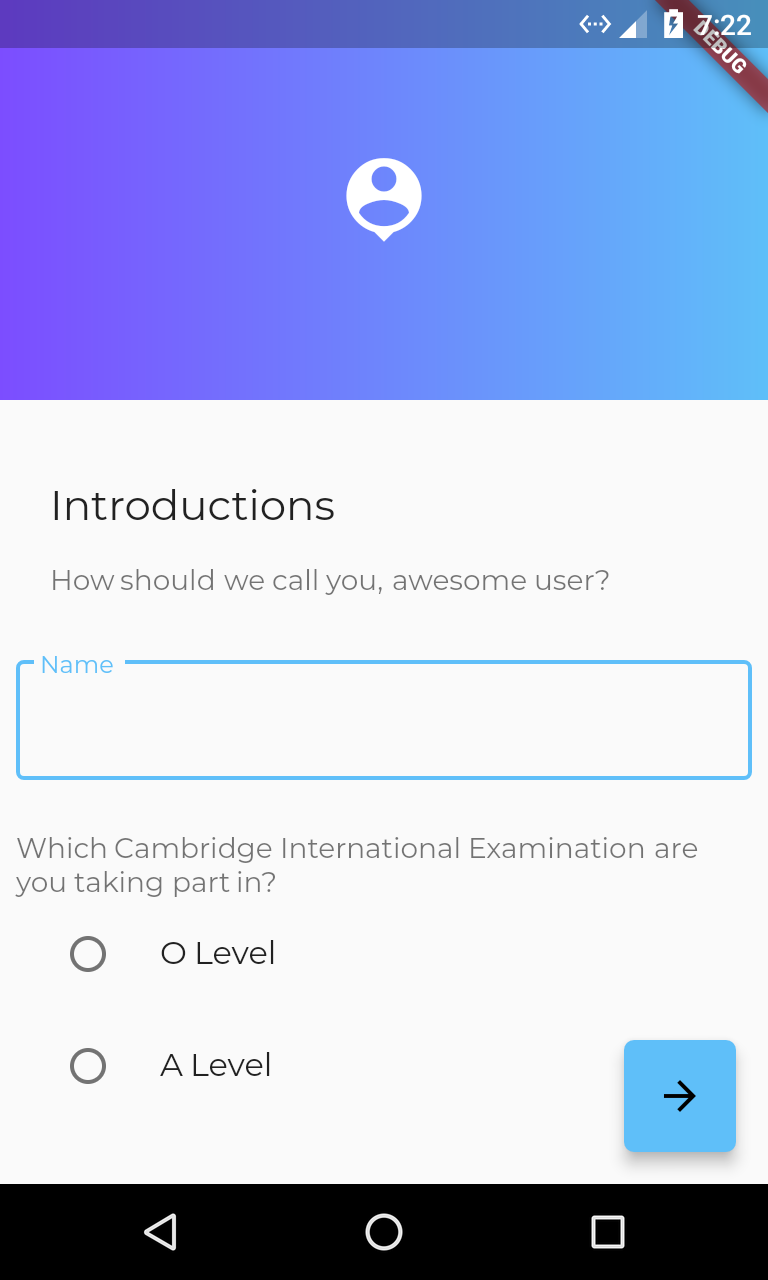 7:22
DEBUG
Introductions
How should we call you, awesome user?
Name
Which Cambridge International Examination are
you taking part in?
O Level
A Level